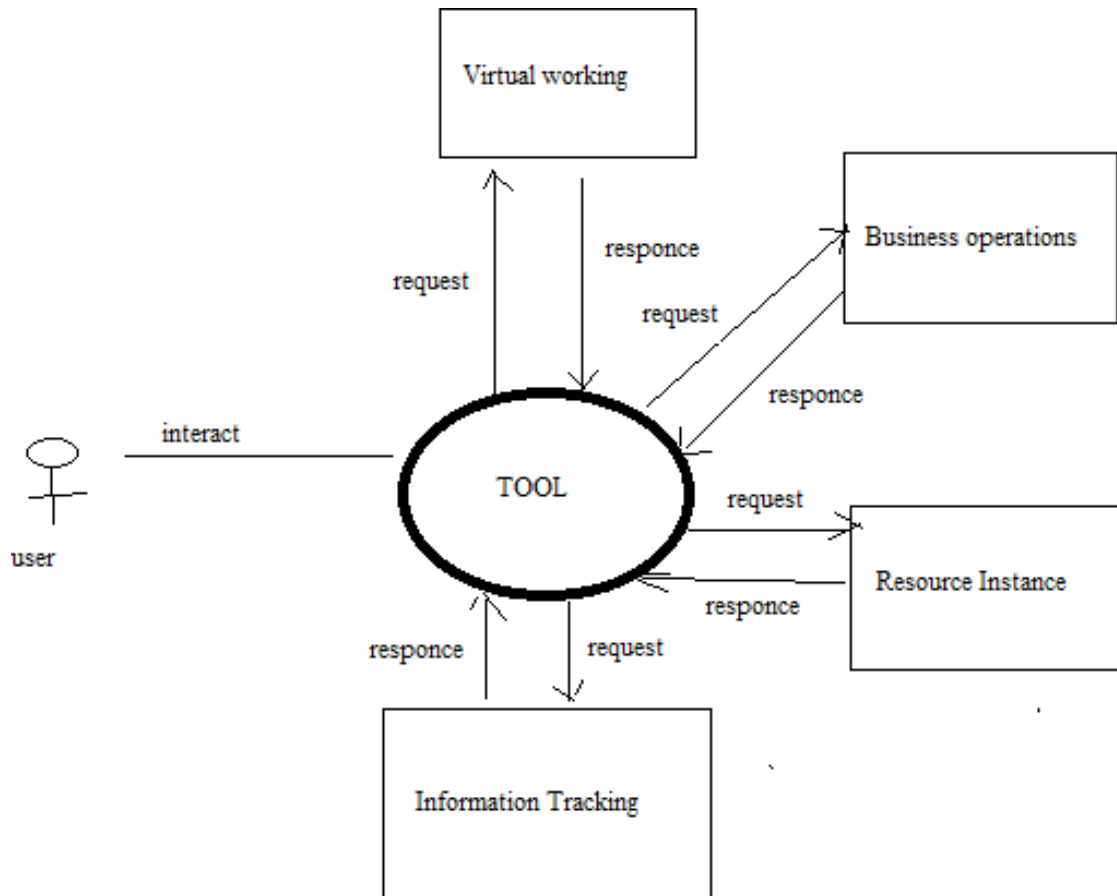 Virtual working
Business operations
request
responce
request
responce
interact
TOOL
user
request
Resource Instance
responce
responce
request
Information Tracking